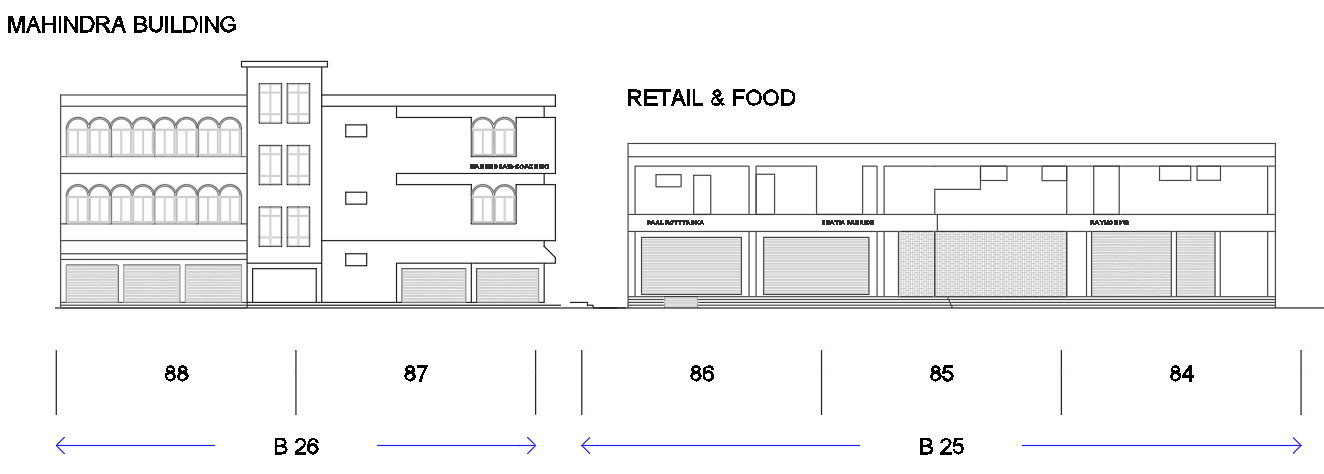 MAHINDRA BUILDING
RETAIL & FOOD
88
87
86
85
84
B 26
B 25